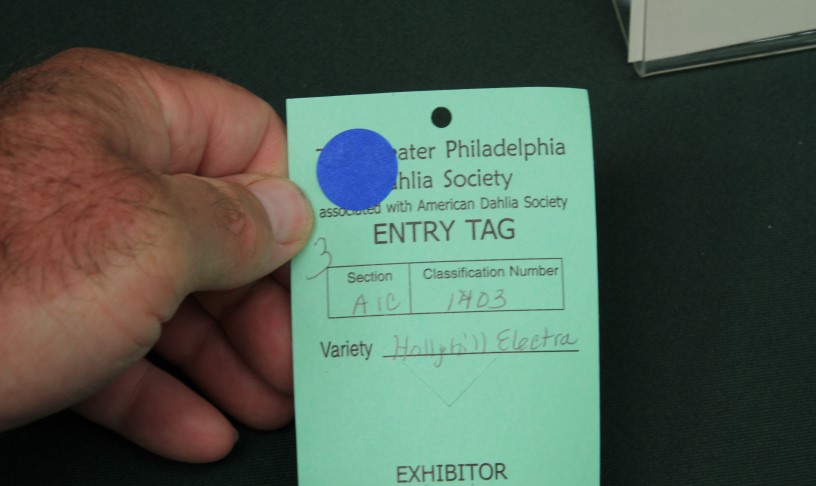 ater Philadelphia
hlia Society
associated with American Dahlia Society
ENTRY TAG
3
Section Classification Number
A1C 1403
Variety Hollyhill Electra
EXHIBITOR